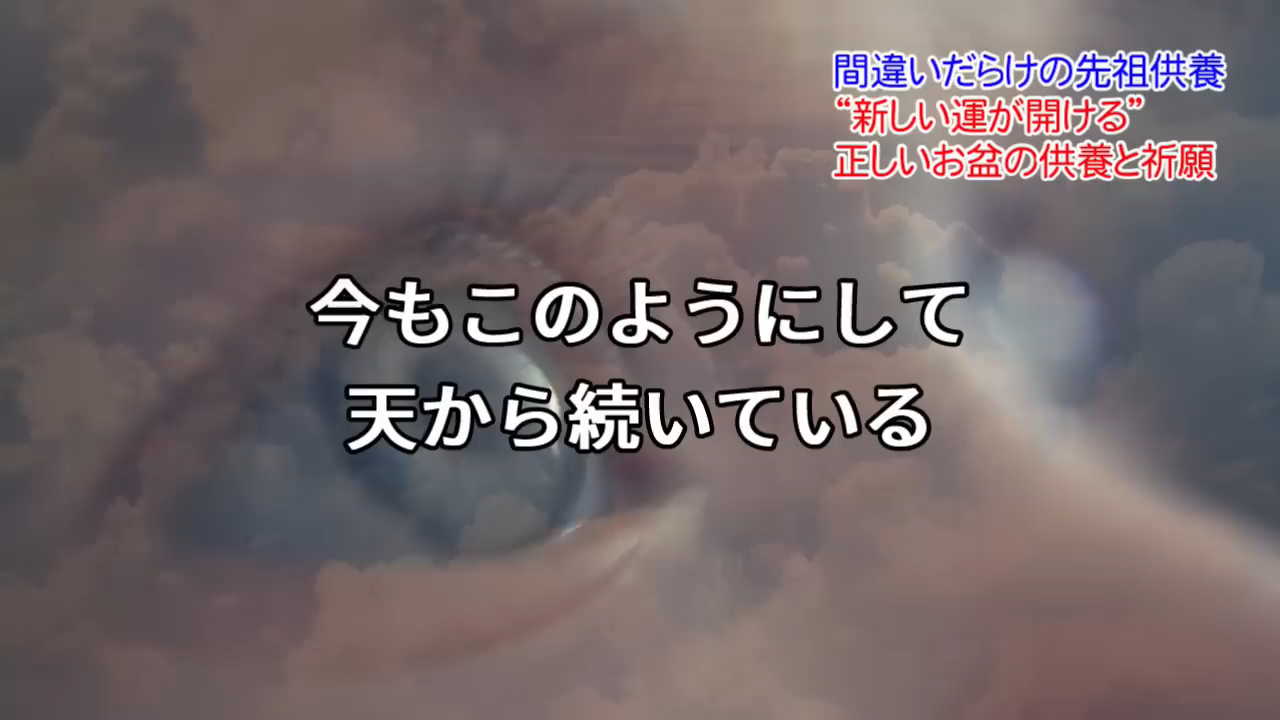 間違いだらけの先祖供養
“新しい運が開ける”
正しいお盆の供養と祈願
今もこのようにして
天から続いている